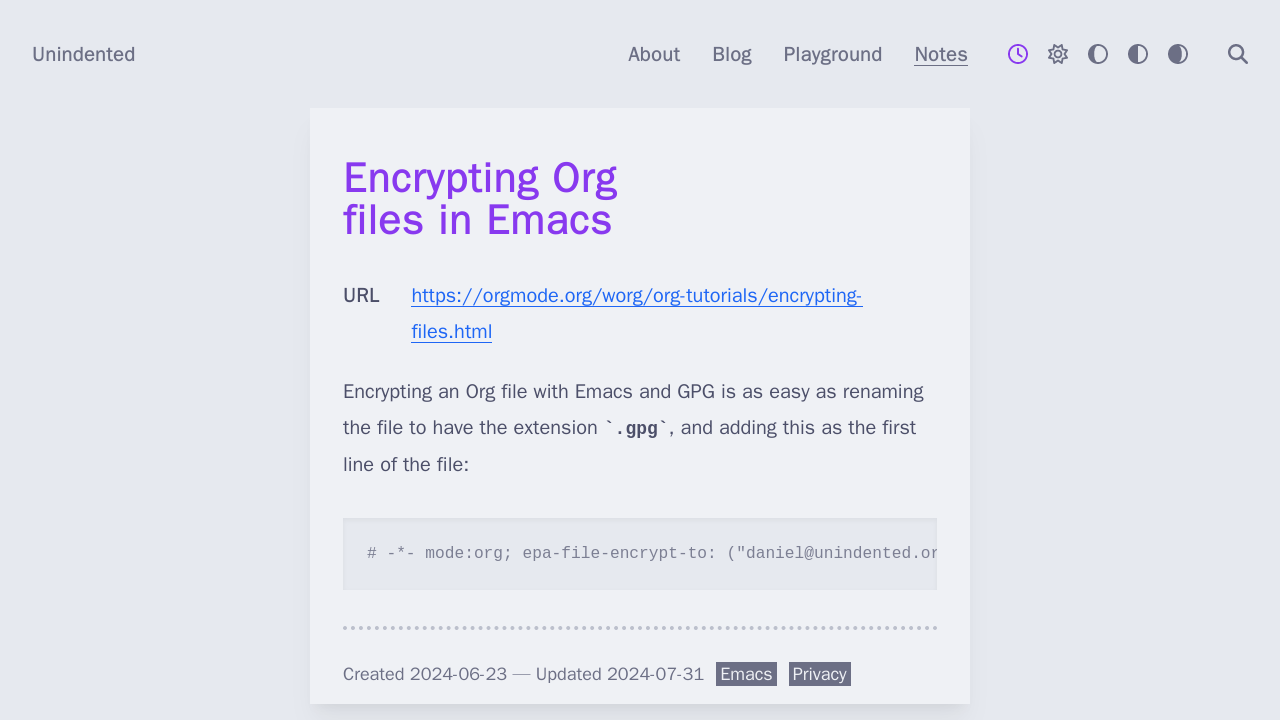 Unindented
About
Blog
Playground
Notes
Encrypting Org
files in Emacs
URL
https://orgmode.org/worg/org-tutorials/encrypting-
files.html
Encrypting an Org file with Emacs and GPG is as easy as renaming
the file to have the extension `.gpg`, and adding this as the first
line of the file:
# -*- mode:org; epa-file-encrypt-to: ("daniel@unindented.or
Created 2024-06-23 — Updated 2024-07-31
Emacs
Privacy